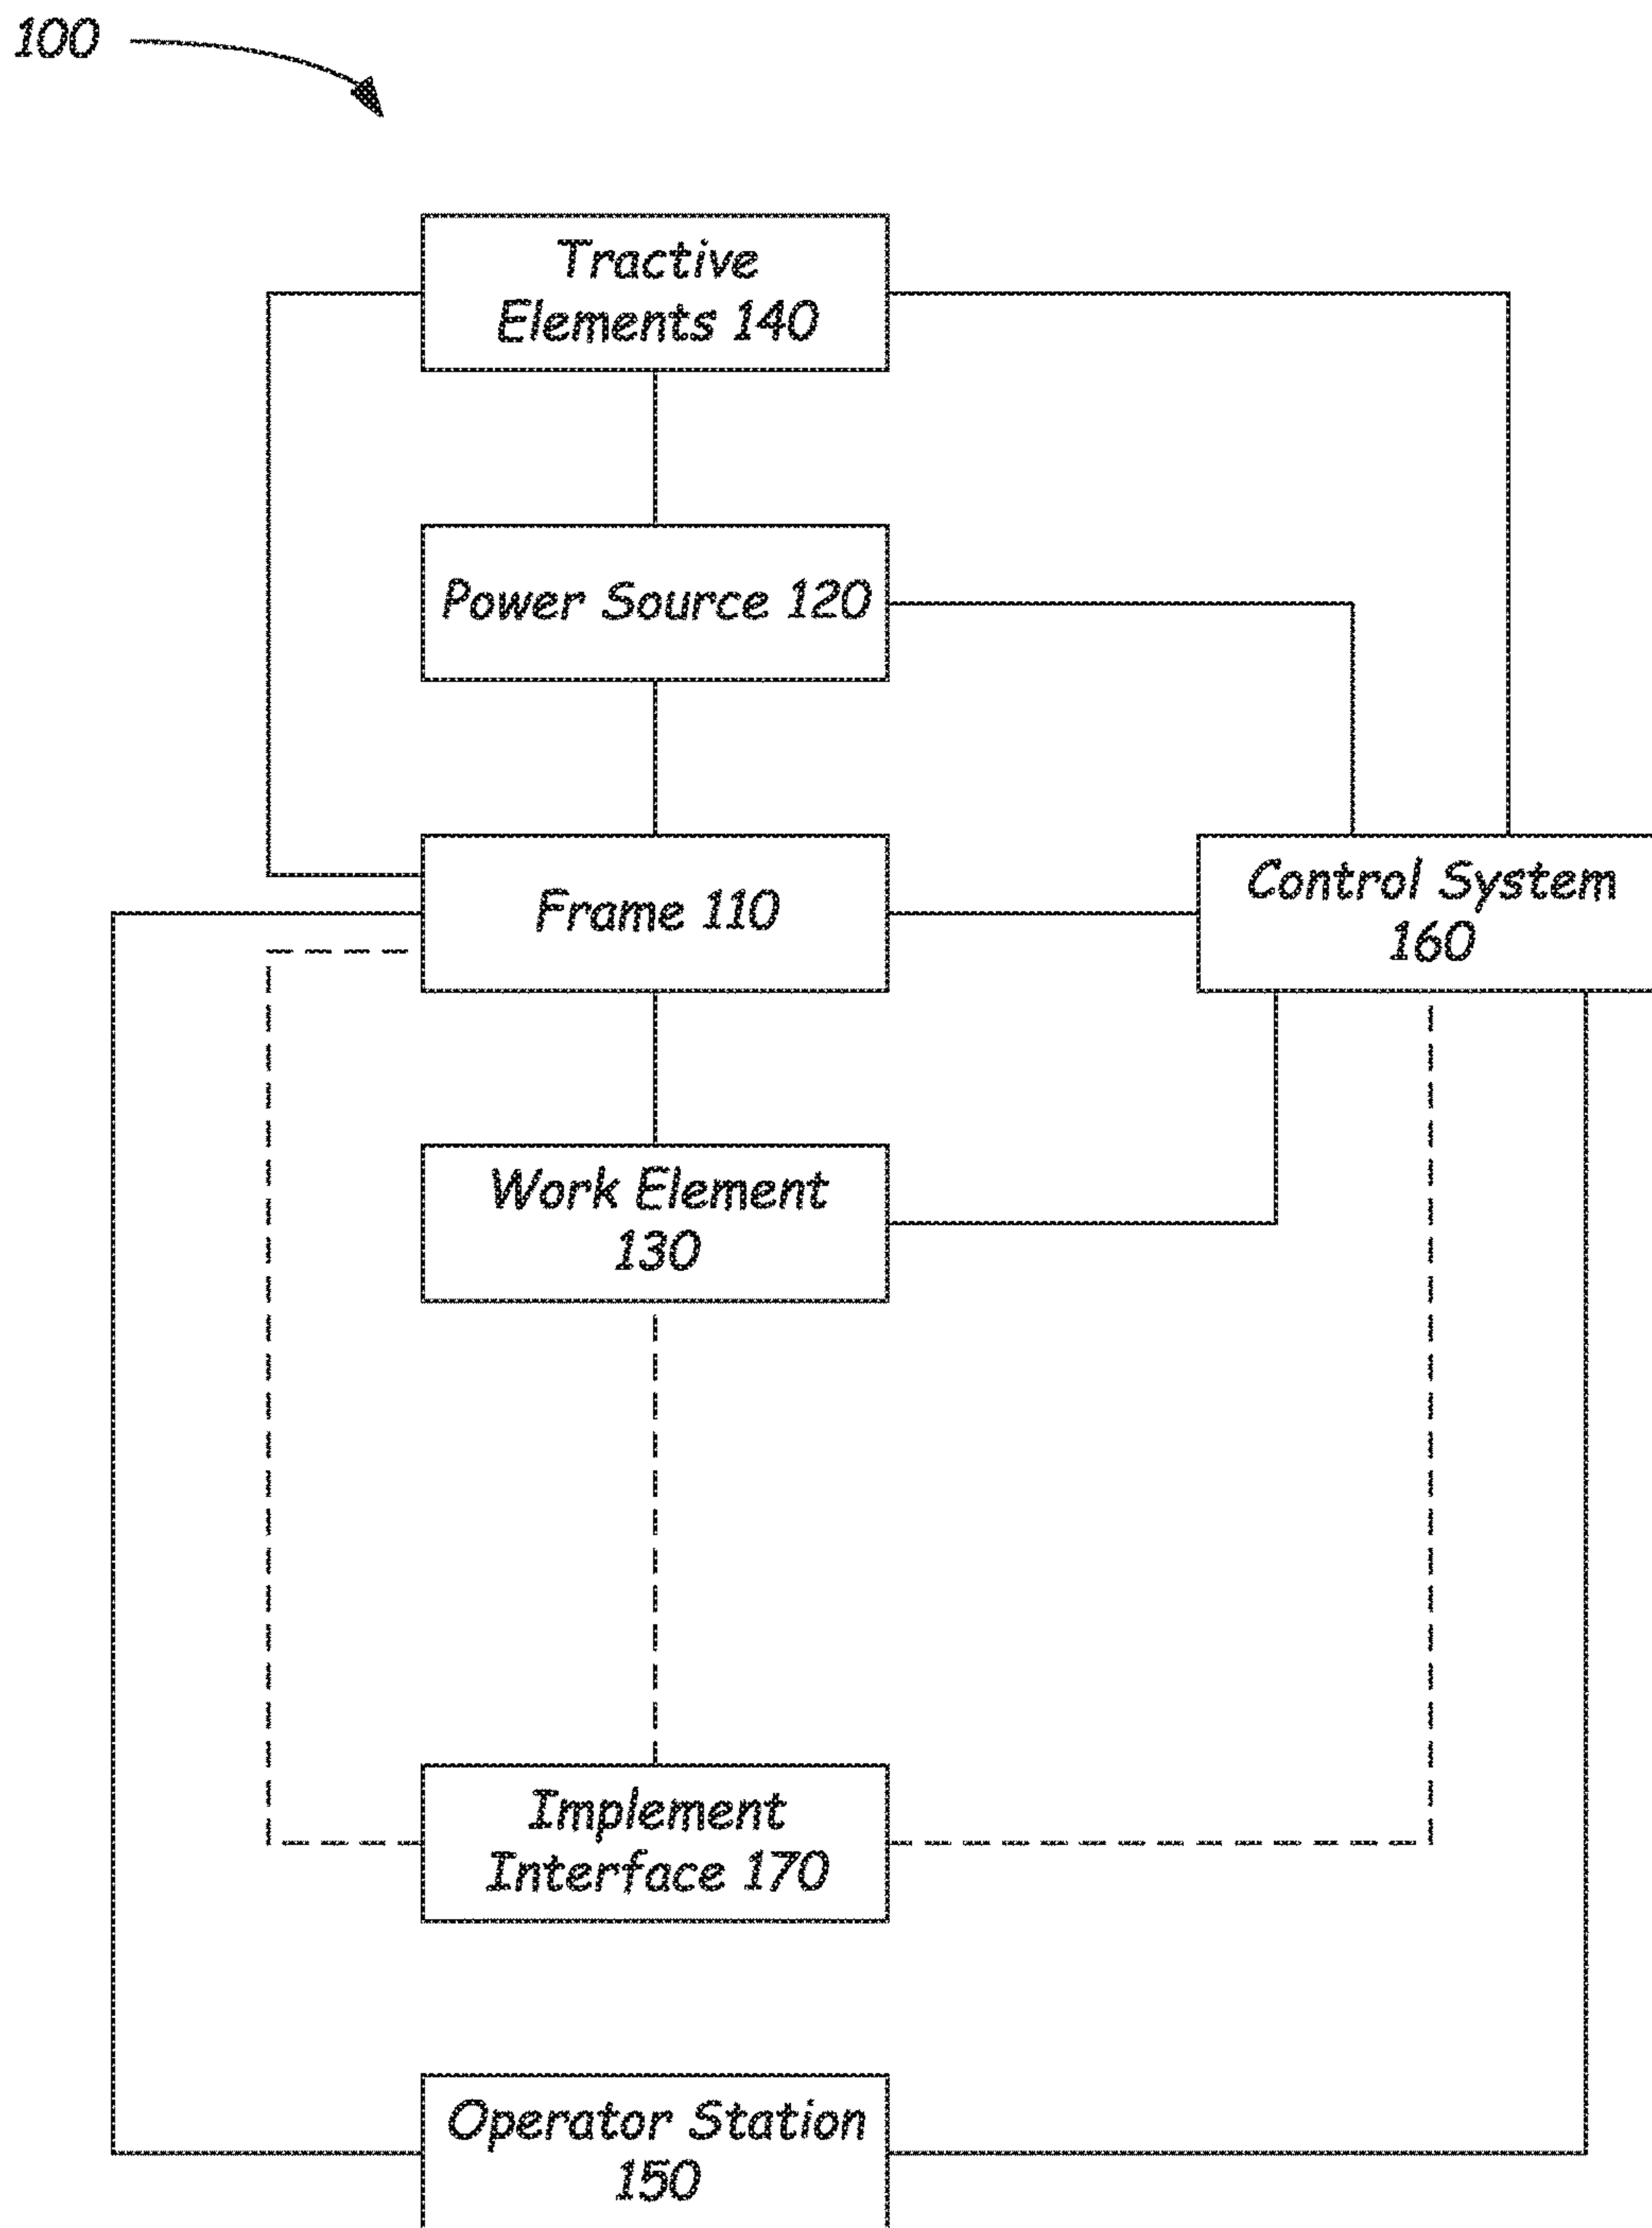 100
Tractive
Elements 140
Power Source 120
Frame 110
Control System
160
Work Element
130
Implement
Interface 170
Operator Station
150